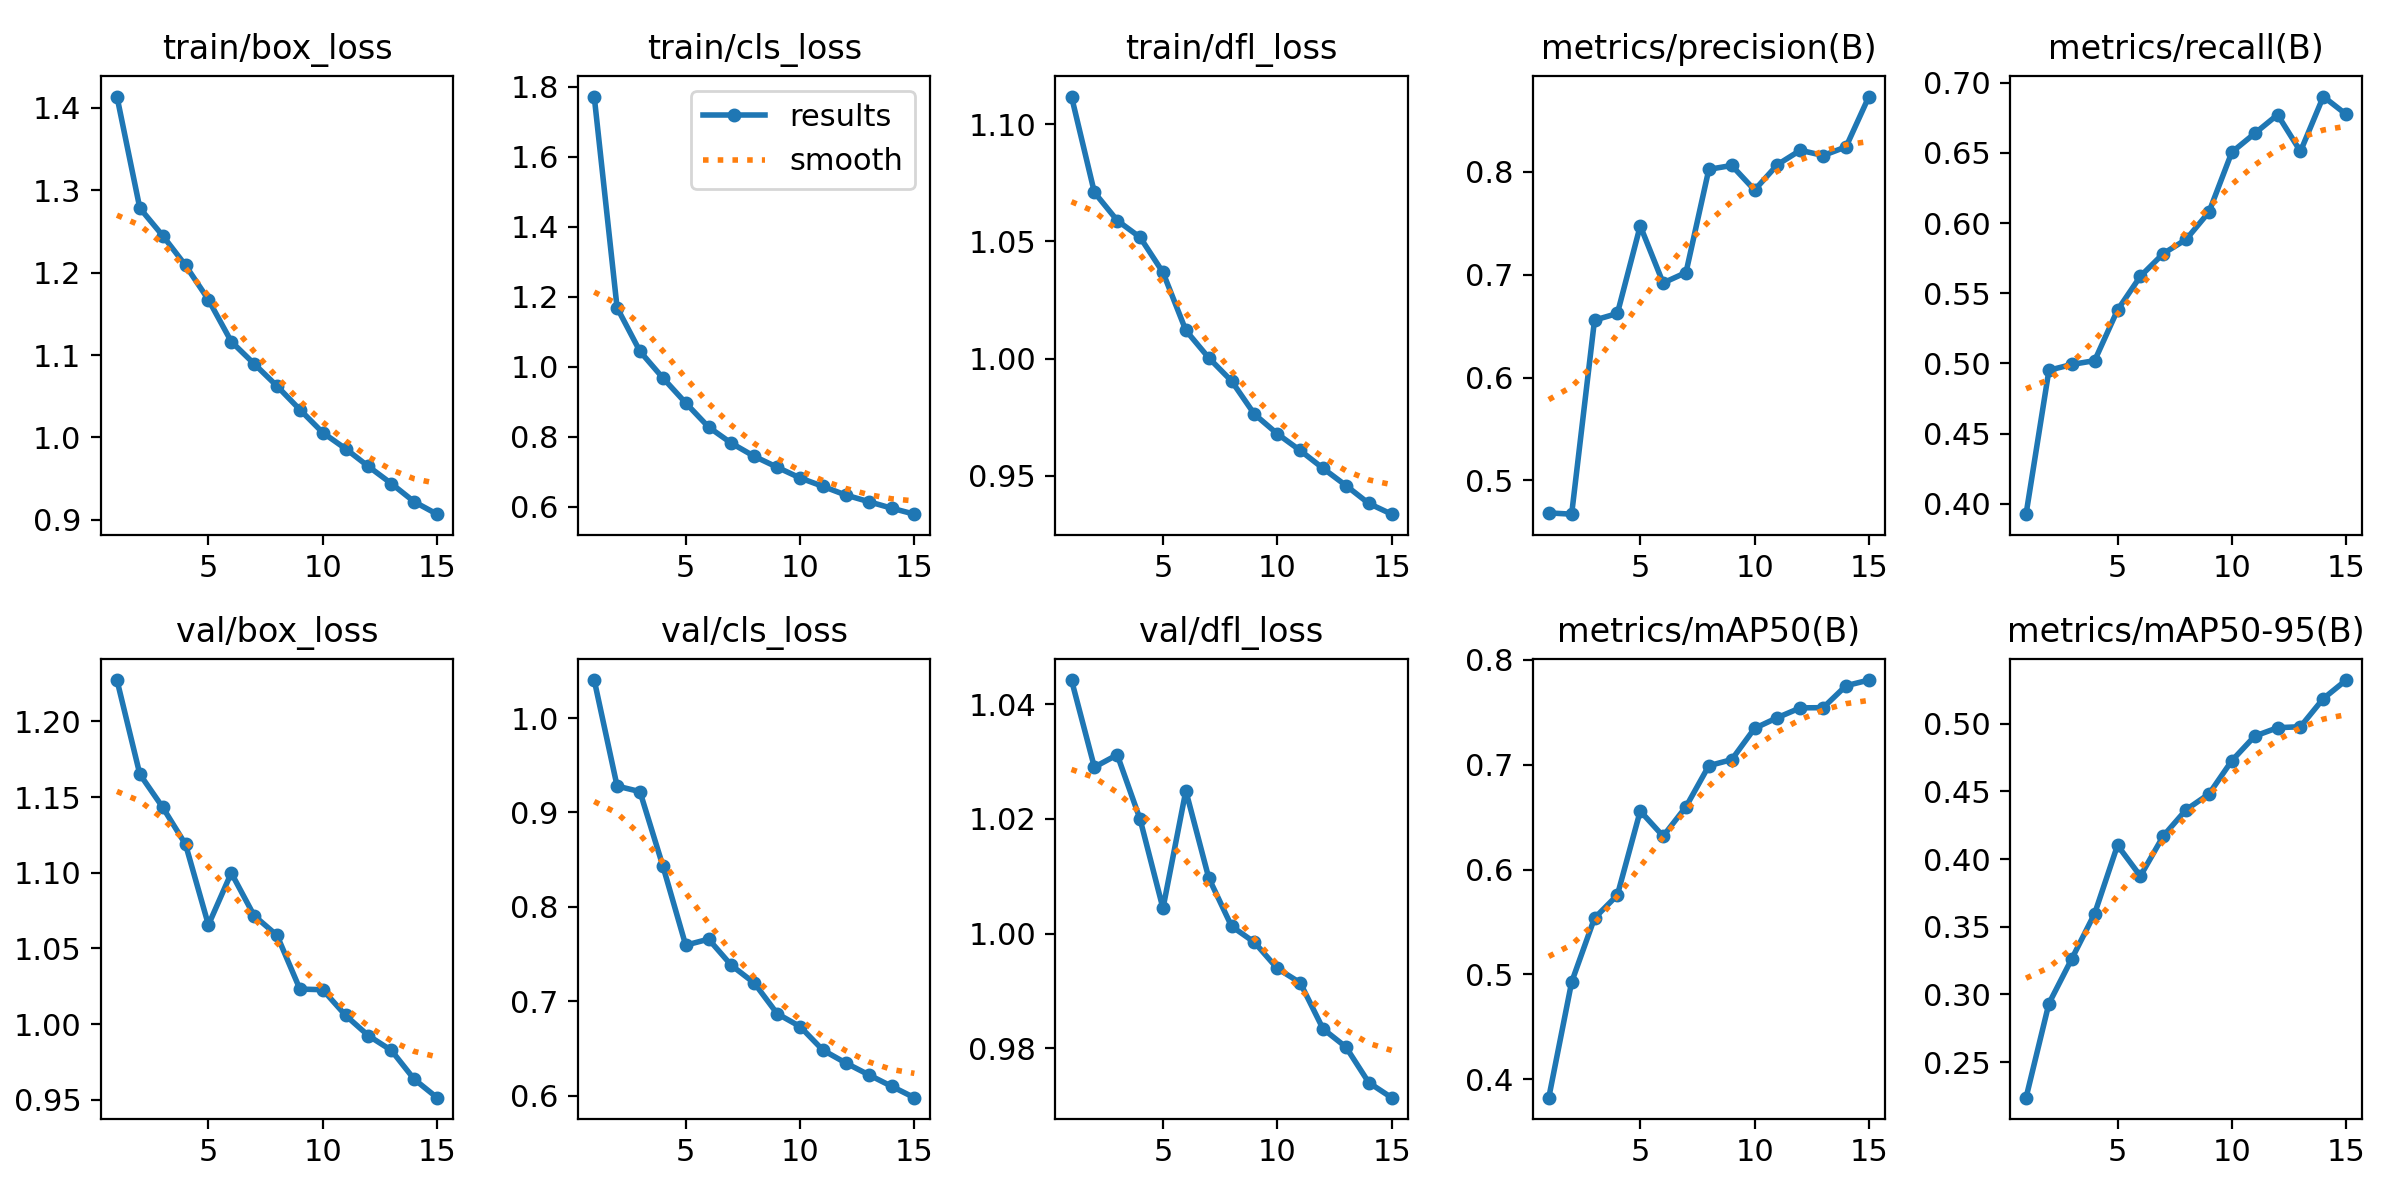 train/box_loss
train/cls_loss
train/dfl_loss
metrics/precision(B)
metrics/recall(B)
1.4
1.3
1.2
1.1
1.0
0.9
5 10 15
1.8
1.6
1.4
1.2
1.0
0.8
0.6
results
smooth
5 10 15
1.10
1.05
1.00
0.95
5 10 15
0.8
0.7
0.6
0.5
5 10 15
0.70
0.65
0.60
0.55
0.50
0.45
0.40
5 10 15
val/box_loss
val/cls_loss
val/dfl_loss
metrics/mAP50(B)
metrics/mAP50-95(B)
1.20
1.15
1.10
1.05
1.00
0.95
5 10 15
1.0
0.9
0.8
0.7
0.6
5 10 15
1.04
1.02
1.00
0.98
5 10 15
0.8
0.7
0.6
0.5
0.4
5 10 15
0.50
0.45
0.40
0.35
0.30
0.25
5 10 15